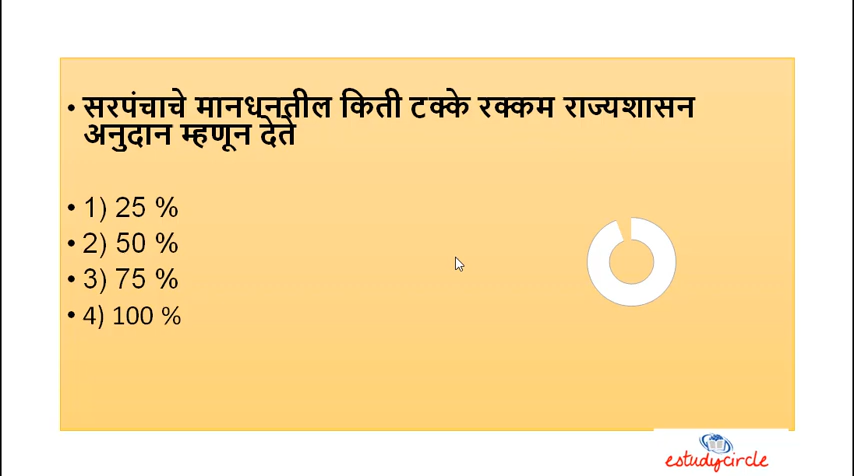 • सरपंचाचे मानधनतील किती टक्के रक्कम राज्यशासन
अनुदान म्हणून देते
• 1) 25 %
• 2) 50 %
• 3) 75 %
• 4) 100 %
estudycircle